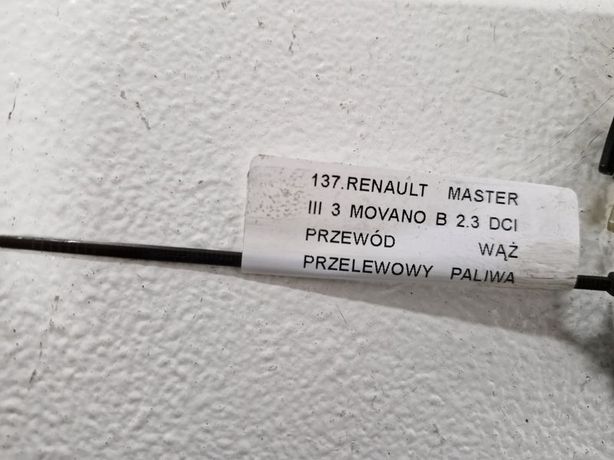 137.RENAULT MASTER
III 3 MOVANO B 2.3 DCI
PRZEWÓD WĄŻ
PRZELEWOWY PALIWA